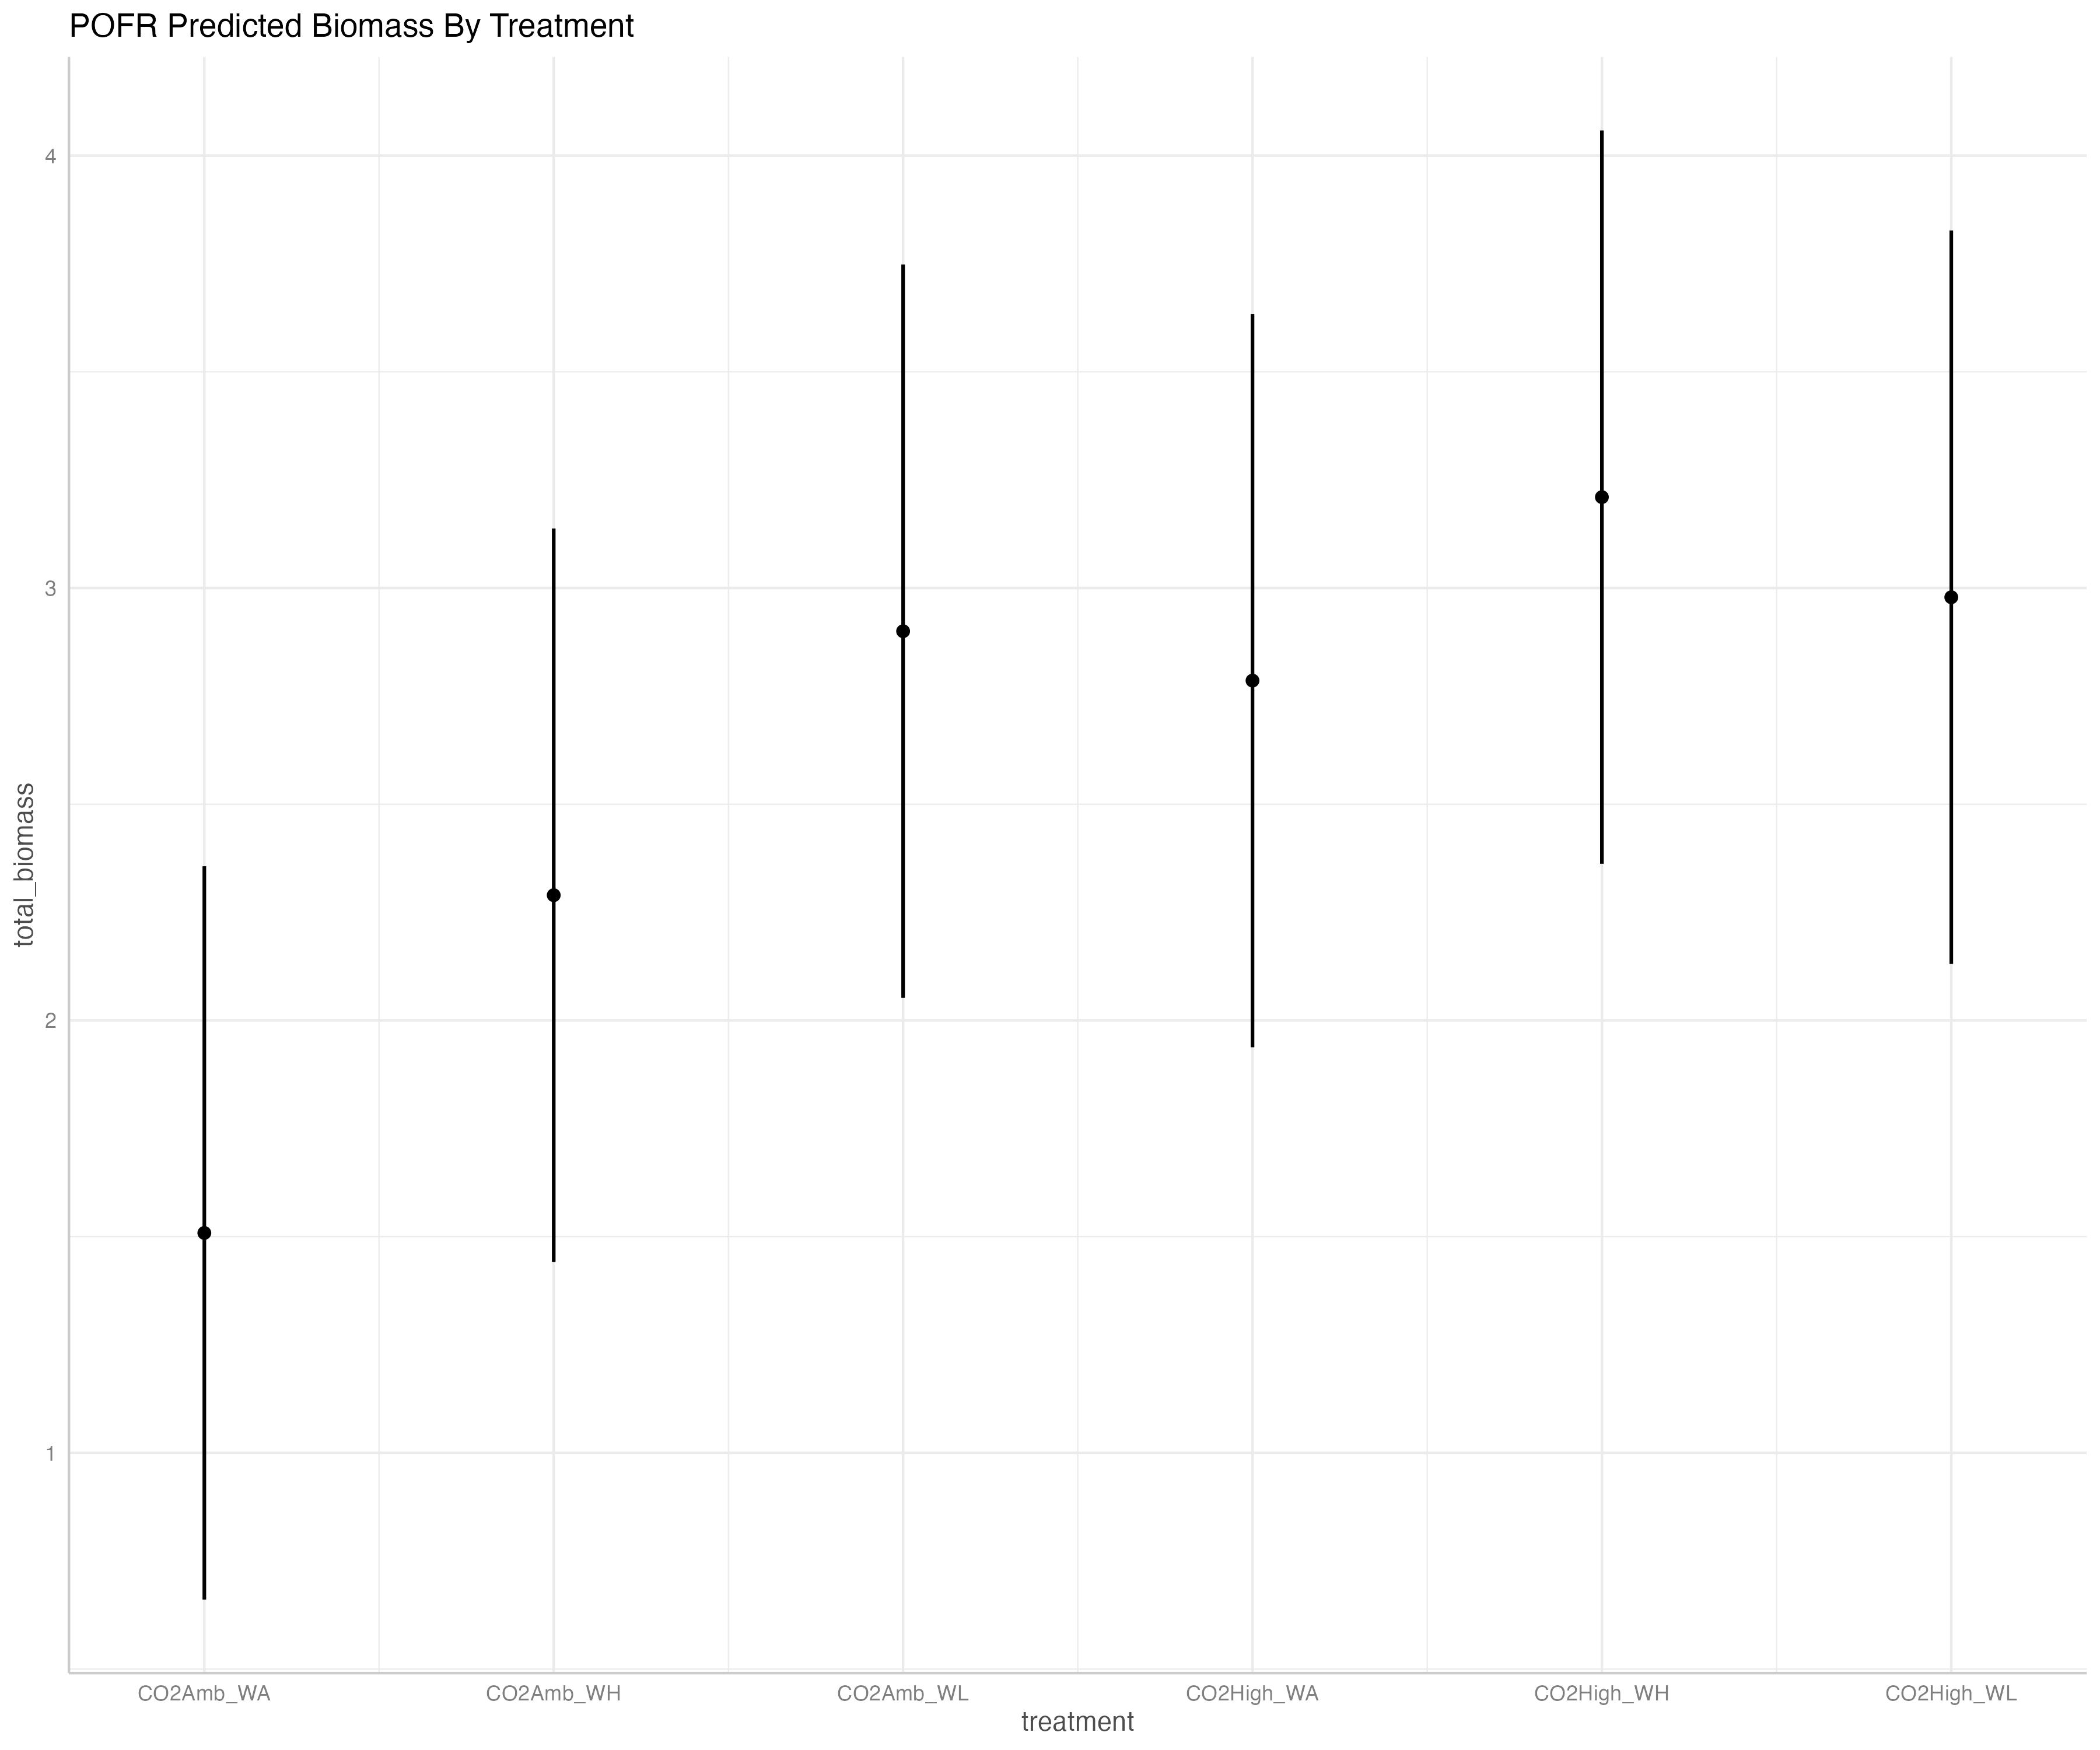 POFR Predicted Biomass By Treatment
4
3
2
1
total_biomass
CO2Amb_WA CO2Amb_WH CO2Amb_WL CO2High_WA CO2High_WH CO2High_WL
treatment